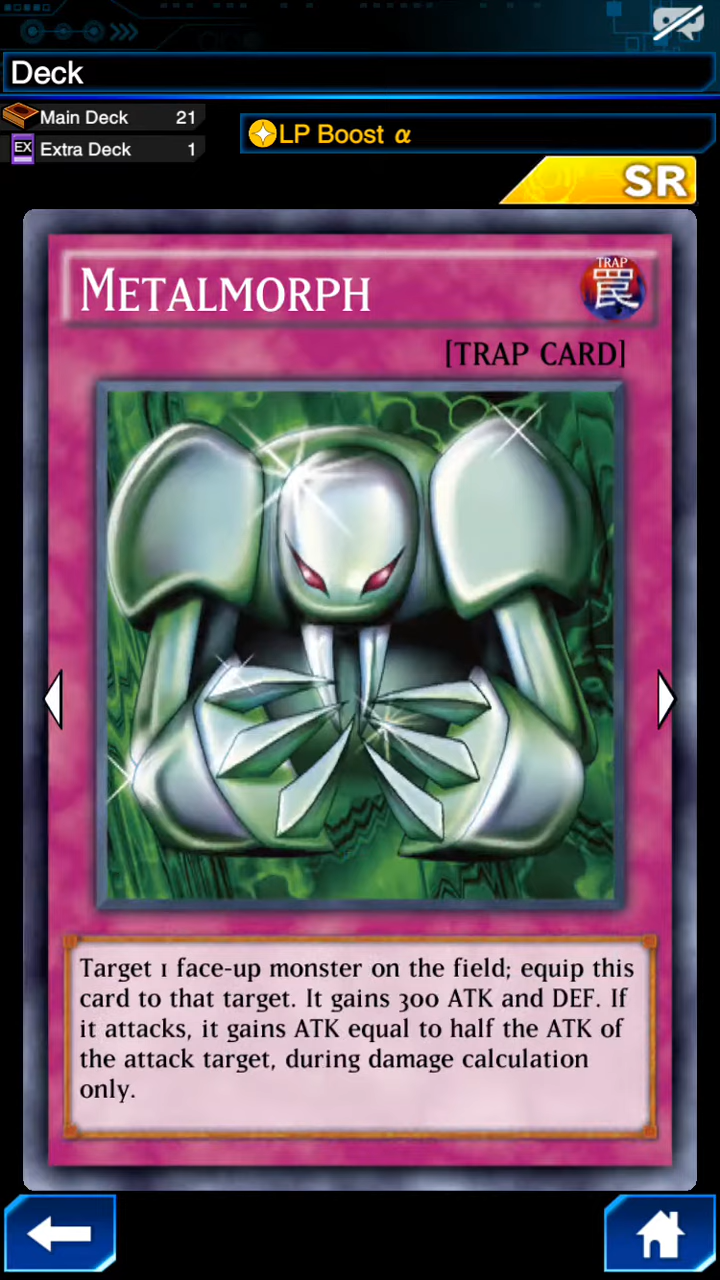 Deck
Main Deck 21
EX Extra Deck 1
LP Boost α
SR
METALMORPH
TRAP
罠
[TRAP CARD]
Target 1 face-up monster on the field; equip this
card to that target. It gains 300 ATK and DEF. If
it attacks, it gains ATK equal to half the ATK of
the attack target, during damage calculation
only.